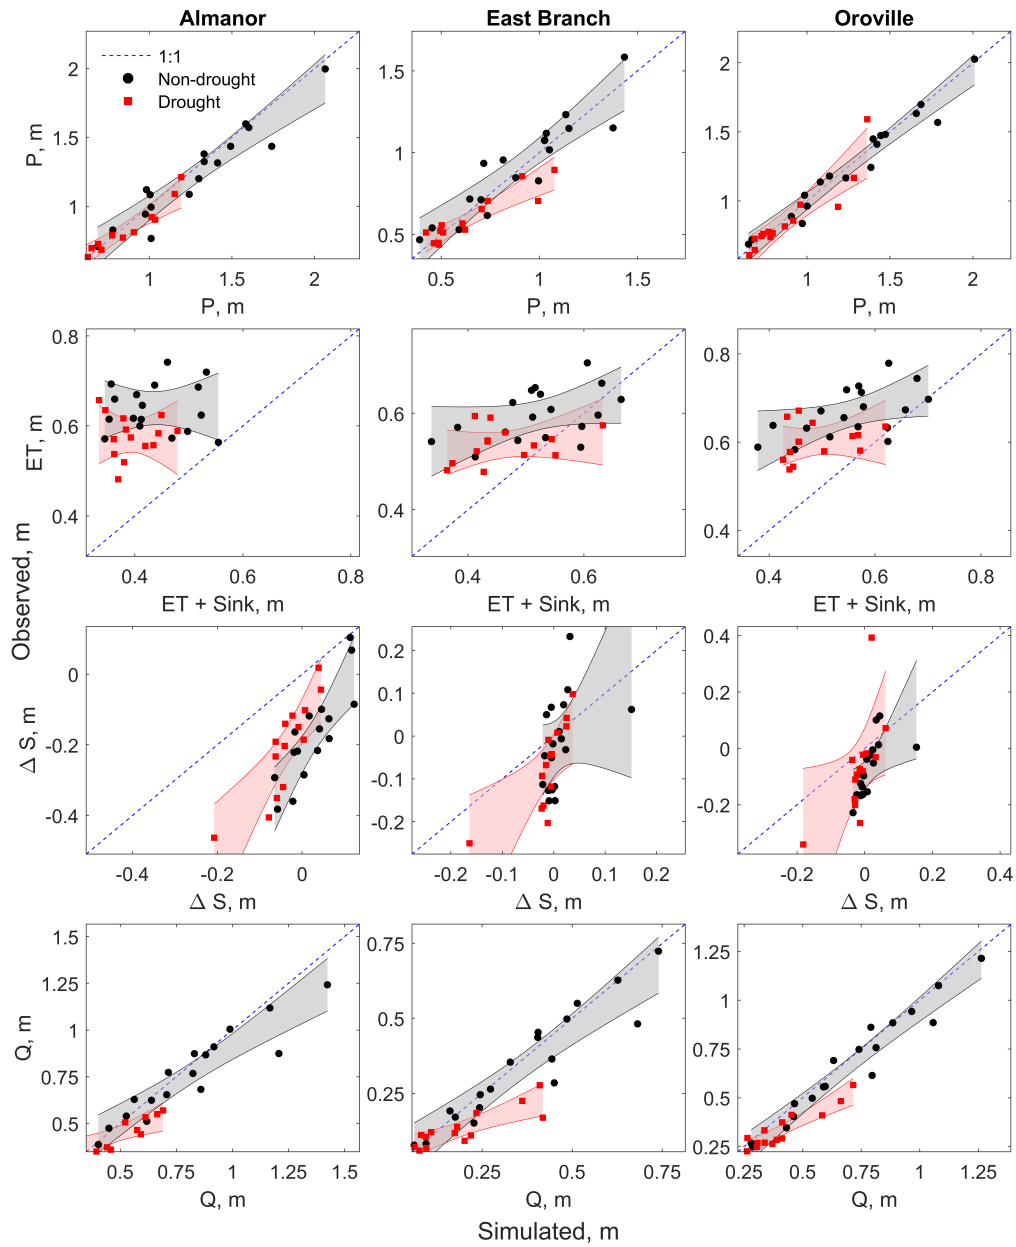 Almanor East Branch Oroville
1:1
Non-drought
Drought
P, m
2
1.5
1
1 1.5 2
P, m
1.5
1
0.5
0.5 1 1.5
P, m
2
1.5
1
1 1.5 2
P, m
ET, m
0.8
0.6
0.4
0.4 0.6 0.8
ET + Sink, m
0.6
0.4
0.4 0.6
ET + Sink, m
0.8
0.6
0.4
0.4 0.6 0.8
ET + Sink, m
Observed, m
Δ S, m
0
-0.2
-0.4
-0.4 -0.2 0
Δ S, m
0.2
0.1
0
-0.1
-0.2
-0.2 -0.1 0 0.1 0.2
Δ S, m
0.4
0.2
0
-0.2
-0.2 0 0.2 0.4
Δ S, m
Q, m
1.5
1.25
1
0.75
0.5
0.5 0.75 1 1.25 1.5
Q, m
0.75
0.5
0.25
0.25 0.5 0.75
Q, m
1.25
1
0.75
0.5
0.25
0.25 0.5 0.75 1 1.25
Q, m
Simulated, m